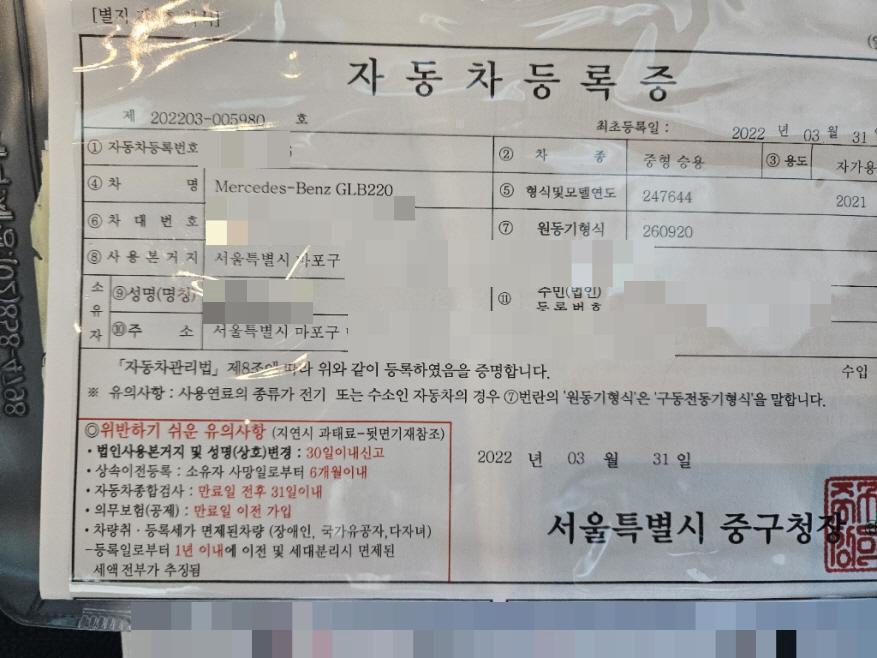 [별지
자동차등록증
제 202203-005980 호
최초등록일 : 2022 년 03 월 31
① 자동차등록번호
② 차 종 중형 승용 ③ 용도 자가용
④ 차 명 Mercedes-Benz GLB220
⑤ 형식및모델연도 247644 2021
⑥ 차 대 번 호
⑦ 원동기형식 260920
⑧ 사 용 본 거 지 서울특별시 마포구
소유자
⑨성명(명칭)
⑪ 주민(법인)등록번호
⑩주 소 서울특별시 마포구
「자동차관리법」 제8조에 따라 위와 같이 등록하였음을 증명합니다.
수입
※ 유의사항 : 사용연료의 종류가 전기 또는 수소인 자동차의 경우 ⑦번란의 '원동기형식'은 '구동전동기형식'을 말합니다.
◎위반하기 쉬운 유의사항 (지연시 과태료-뒷면기재참조)
· 법인사용본거지 및 성명(상호)변경 : 30일이내신고
· 상속이전등록 : 소유자 사망일로부터 6개월이내
· 자동차종합검사 : 만료일 전후 31일이내
· 의무보험(공제) : 만료일 이전 가입
· 차량취·등록세가 면제된차량 (장애인, 국가유공자,다자녀)
-등록일로부터 1년 이내에 이전 및 세대분리시 면제된
세액 전부가 추징됨
2022 년 03 월 31 일
서울특별시 중구청장